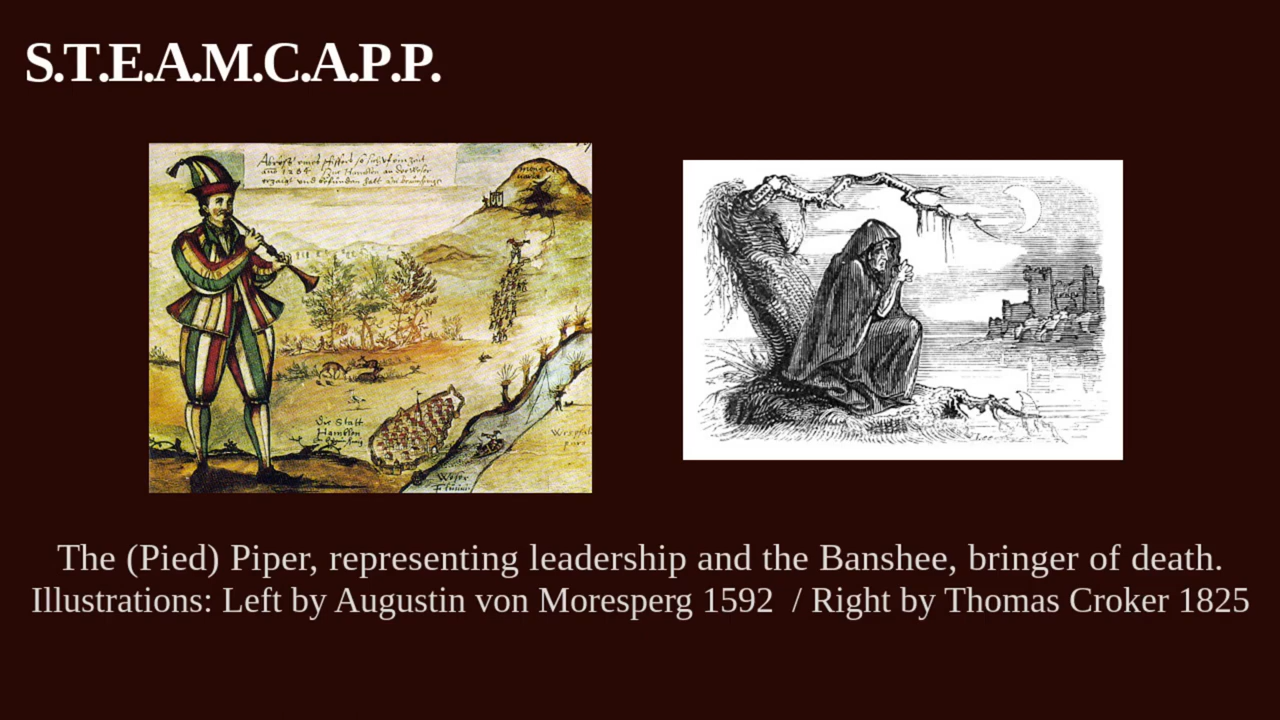 S.T.E.A.M.C.A.P.P.
The (Pied) Piper, representing leadership and the Banshee, bringer of death.
Illustrations: Left by Augustin von Moresperg 1592 / Right by Thomas Croker 1825